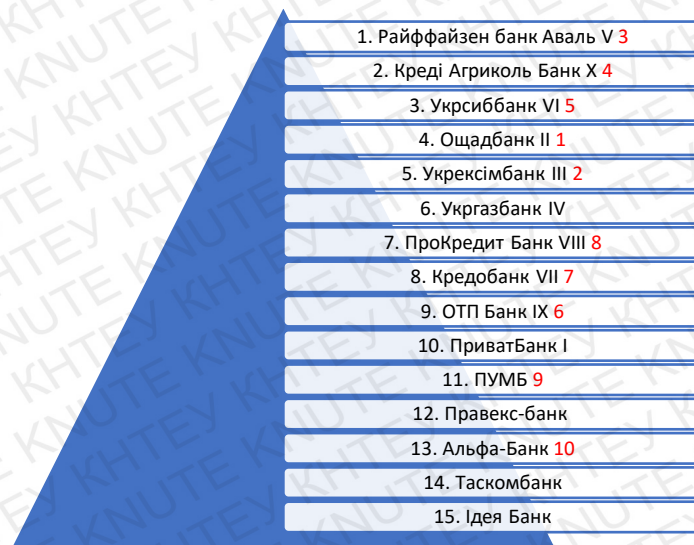 1. Райффайзен банк Аваль V 3
2. Креді Агриколь Банк X 4
3. Укрсиббанк VI 5
4. Ощадбанк II 1
5. Укрексімбанк III 2
6. Укргазбанк IV
7. ПроКредит Банк VIII 8
8. Кредобанк VII 7
9. ОТП Банк IX 6
10. ПриватБанк I
11. ПУМБ 9
12. Правекс-банк
13. Альфа-Банк 10
14. Таскомбанк
15. Ідея Банк